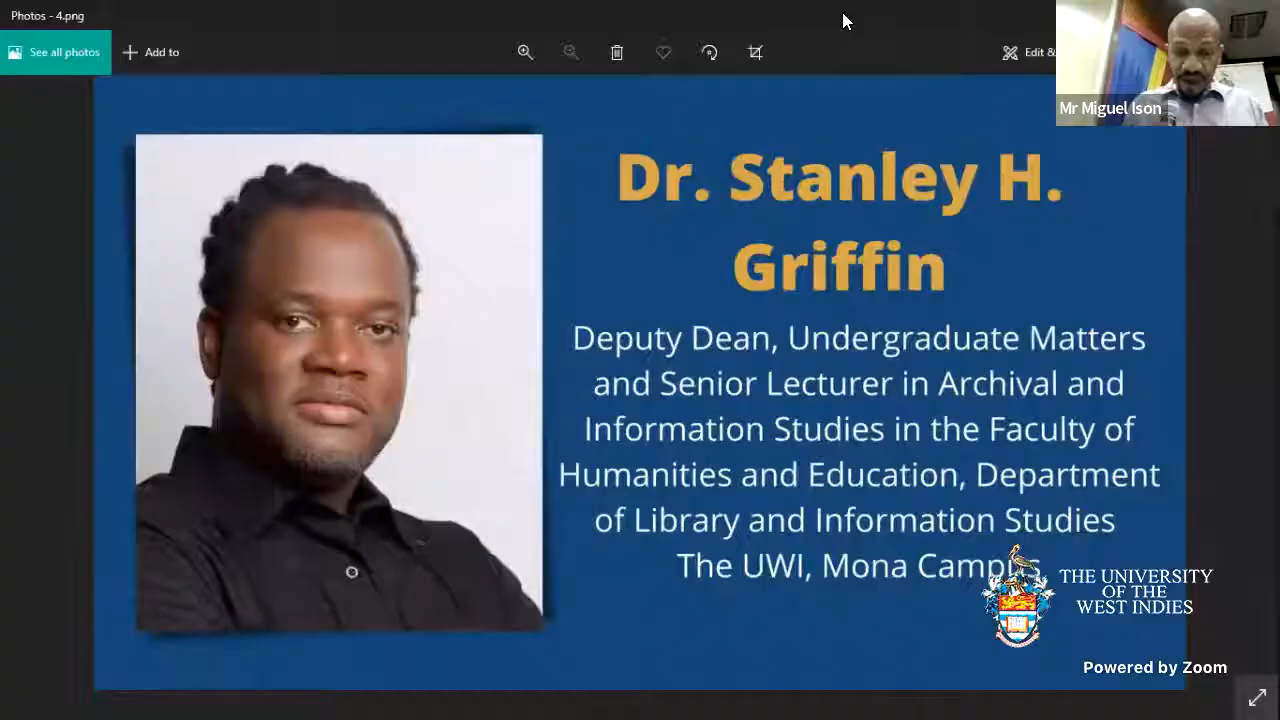 Photos - 4.png
See all photos
Add to
Edit &
Mr Miguel Ison
Dr. Stanley H.
Griffin
Deputy Dean, Undergraduate Matters
and Senior Lecturer in Archival and
Information Studies in the Faculty of
Humanities and Education, Department
of Library and Information Studies
The UWI, Mona Campus
THE UNIVERSITY
OF THE
WEST INDIES
Powered by Zoom